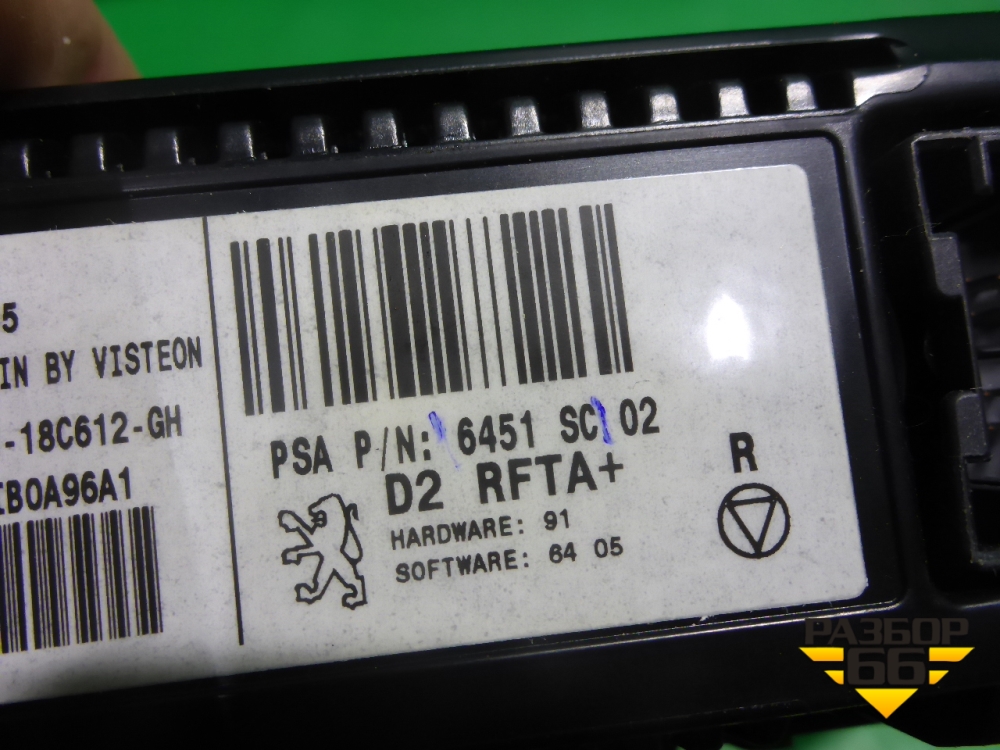 5
IN BY VISTEON
-18C612-GH
IB0A96A1
PSA P/N: 6451 SC 02
D2 RFTA+
HARDWARE: 91
SOFTWARE: 64 05
R
РАЗБОР
66